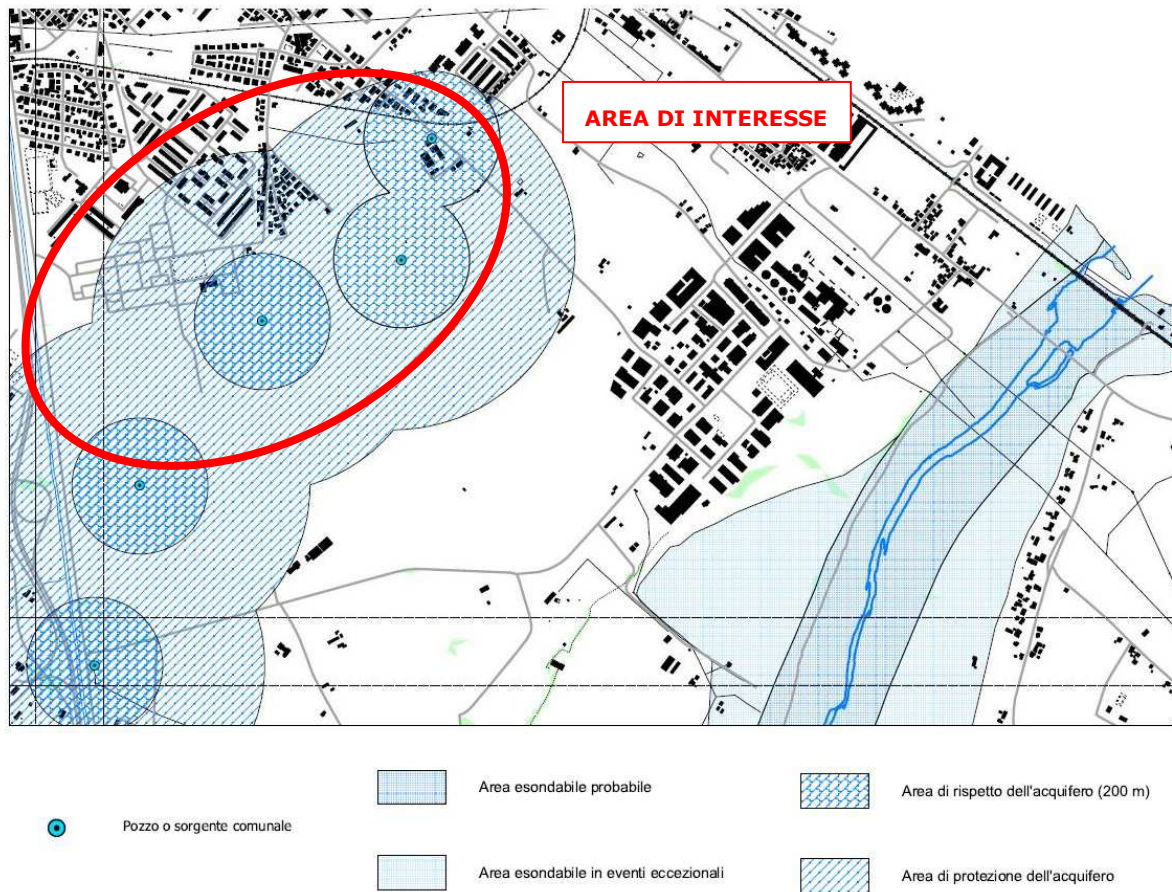 AREA DI INTERESSE
Pozzo o sorgente comunale
Area esondabile probabile
Area esondabile in eventi eccezionali
Area di rispetto dell'acquifero (200 m)
Area di protezione dell'acquifero